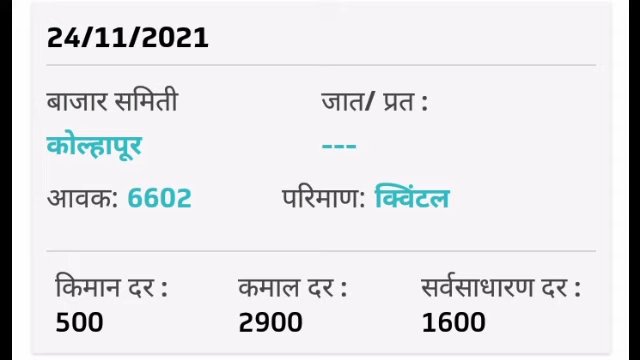 24/11/2021
बाजार समिती जात/ प्रत :
कोल्हापूर ---
आवक: 6602 परिमाण: क्विंटल
किमान दर : कमाल दर : सर्वसाधारण दर :
500 2900 1600